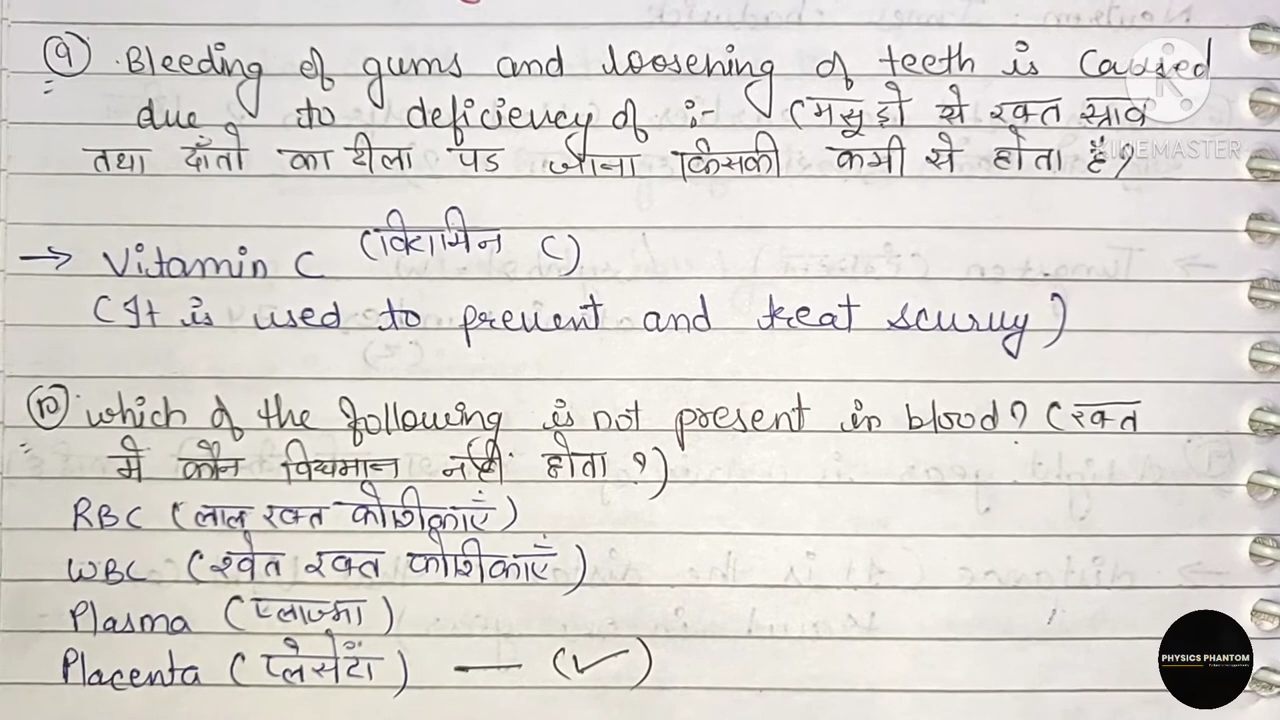 9 Bleeding of gums and loosening of teeth is Caused
due to deficiency of :- (मसूड़ो से रक्त स्राव
तथा दाँतो का ढीला पड जाना किसकी कमी से होता है?
→ Vitamin C (विटामिन C)
(It is used to prevent and treat scurvy)
10 which of the following is not present in blood? (रक्त
मे कौन विद्यमान नही होता ?)
RBC (लाल रक्त कोशीकाएं)
WBC (श्वेत रक्त कोशिकाएं)
Plasma (प्लाज्मा)
Placenta (प्लेसेंटा) — (✓)
KINEMASTER
PHYSICS PHANTOM